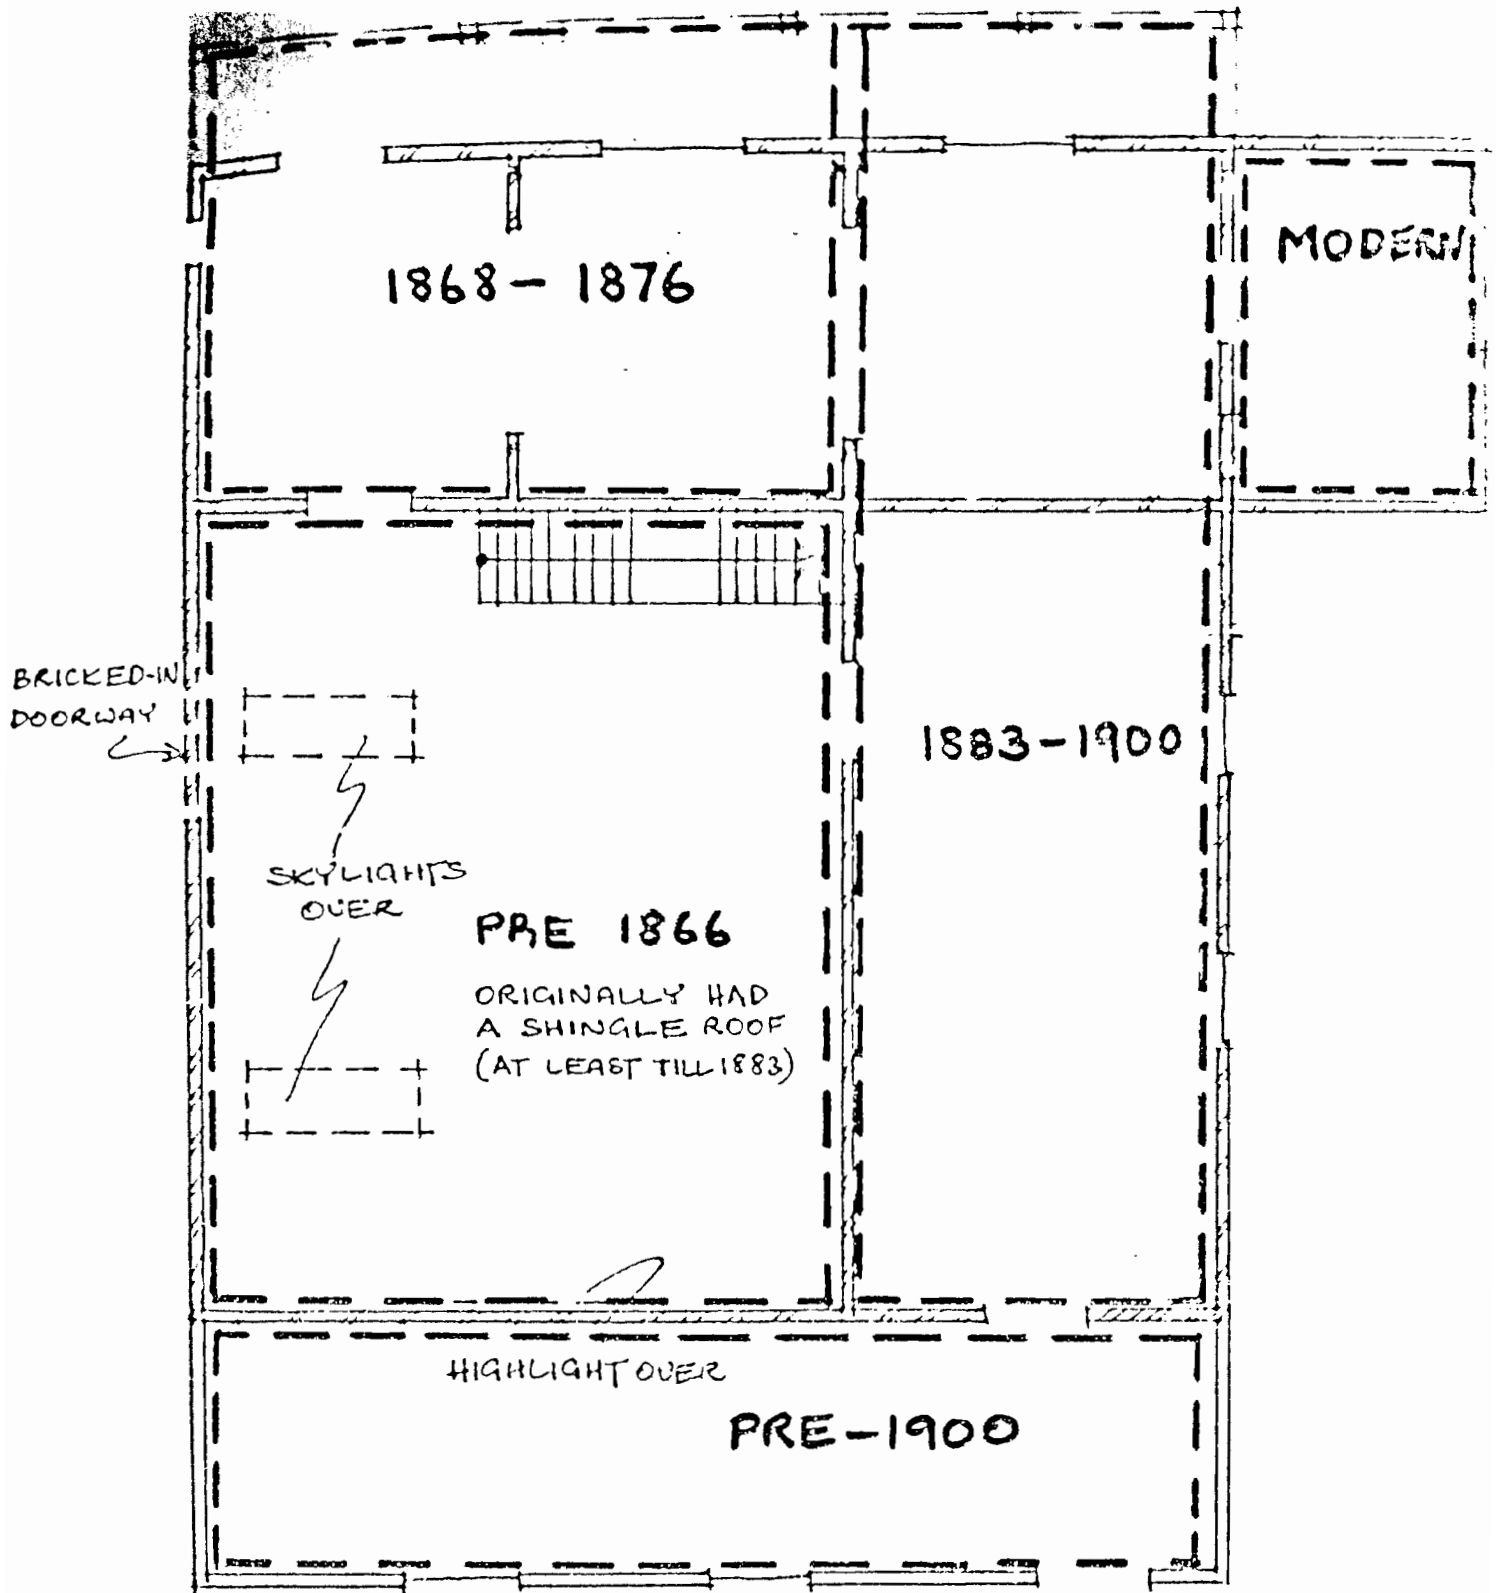 1868 – 1876
MODERN
BRICKED-IN
DOORWAY
1883 – 1900
SKYLIGHTS
OVER
PRE 1866
ORIGINALLY HAD
A SHINGLE ROOF
(AT LEAST TILL 1883)
HIGHLIGHT OVER
PRE – 1900